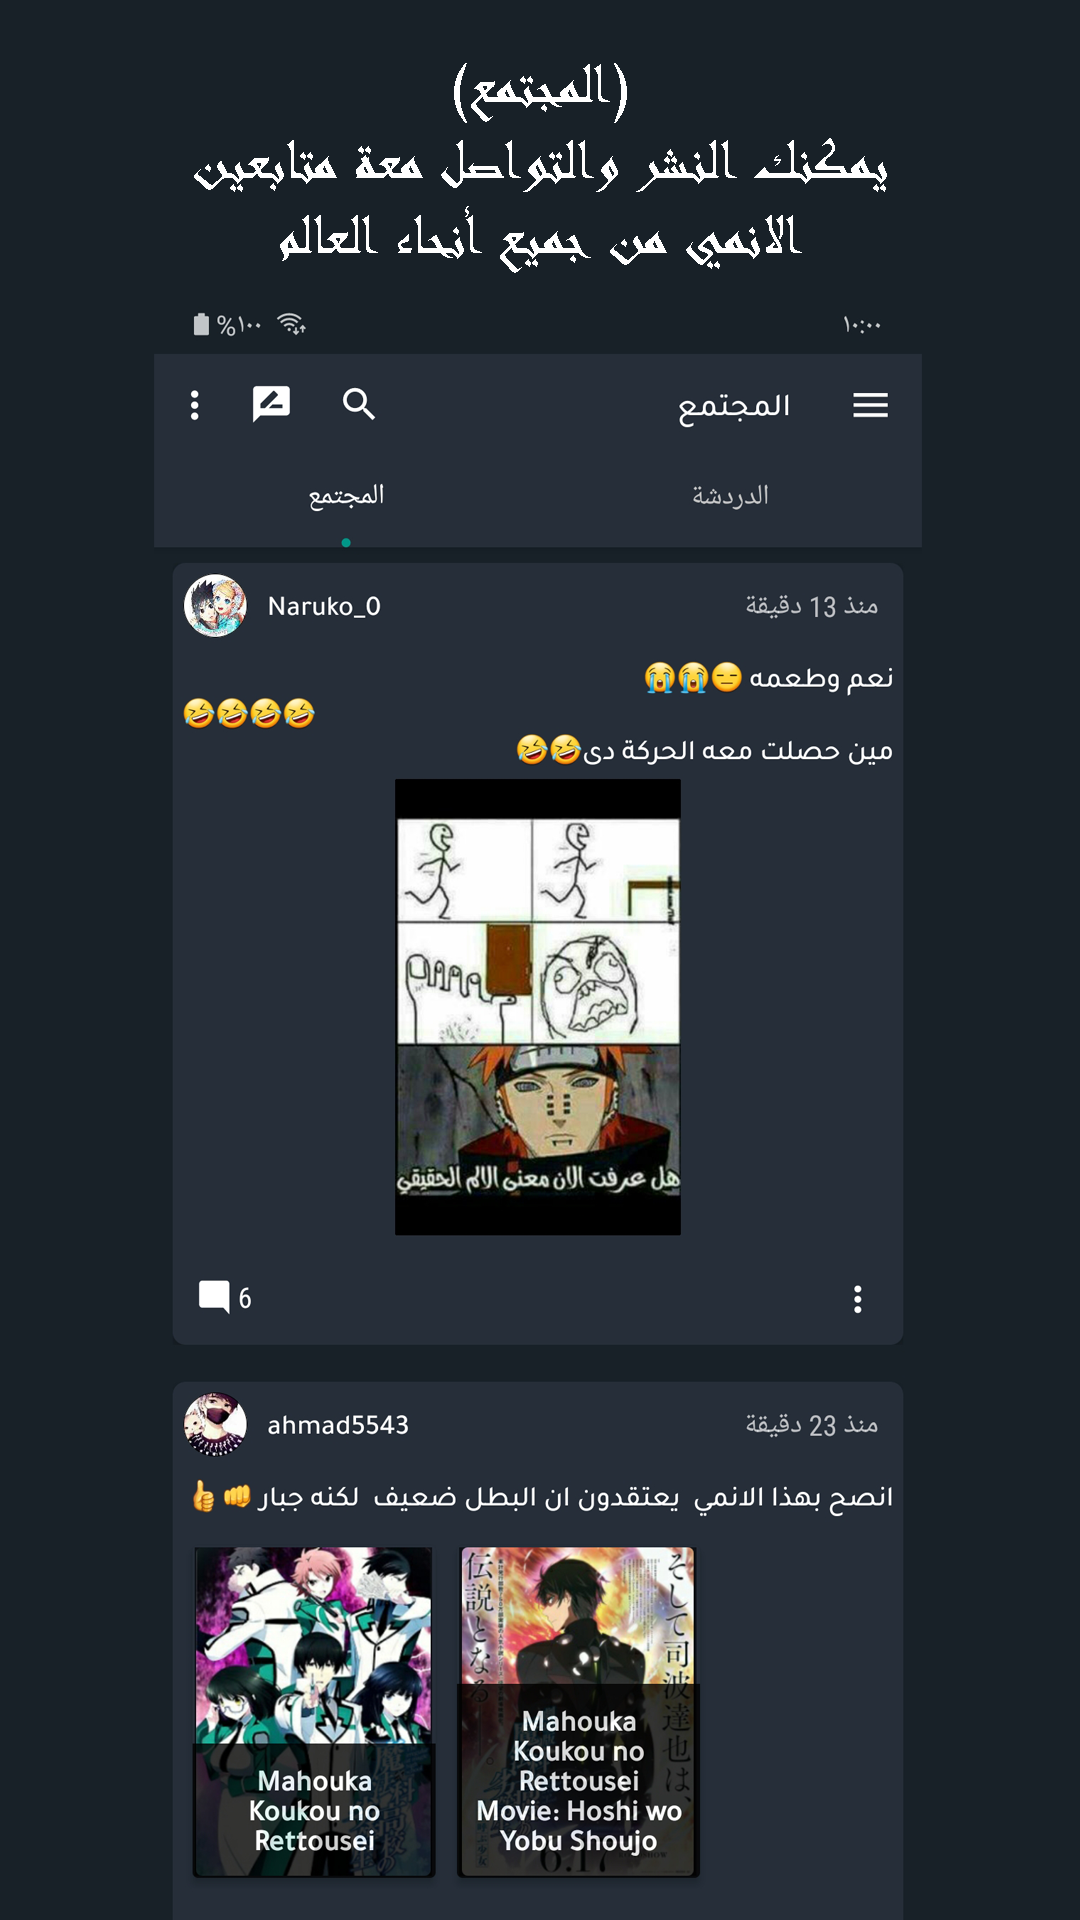 (المجتمع)
يمكنك النشر والتواصل معة متابعين
الانمي من جميع أنحاء العالم
١٠:٠٠
%١٠٠
المجتمع
الدردشة
المجتمع
Naruko_0
منذ 13 دقيقة
نعم وطعمه 😑😭😭
🤣🤣🤣🤣
مين حصلت معه الحركة دى🤣🤣
هل عرفت الان معنى الالم الحقيقي
6
ahmad5543
منذ 23 دقيقة
انصح بهذا الانمي يعتقدون ان البطل ضعيف لكنه جبار 👊👍
Mahouka
Koukou no
Rettousei
そして司波達也は、
伝説となる
Mahouka
Koukou no
Rettousei
Movie: Hoshi wo
Yobu Shoujo
6.17